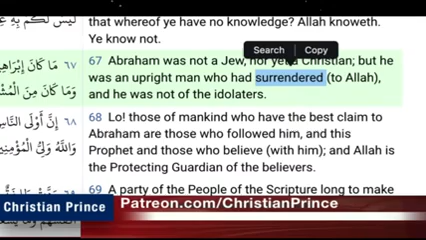 that whereof ye have no knowledge? Allah knoweth.
Ye know not.
Search Copy
67 Abraham was not a Jew, nor yet a Christian; but he
was an upright man who had surrendered (to Allah),
and he was not of the idolaters.
٦٧ مَا كَانَ
٦٨ إِنَّ أَوْلَى
68 Lo! those of mankind who have the best claim to
Abraham are those who followed him, and this
Prophet and those who believe (with him); and Allah is
the Protecting Guardian of the believers.
69 A party of the People of the Scripture long to make
Christian Prince
Patreon.com/ChristianPrince